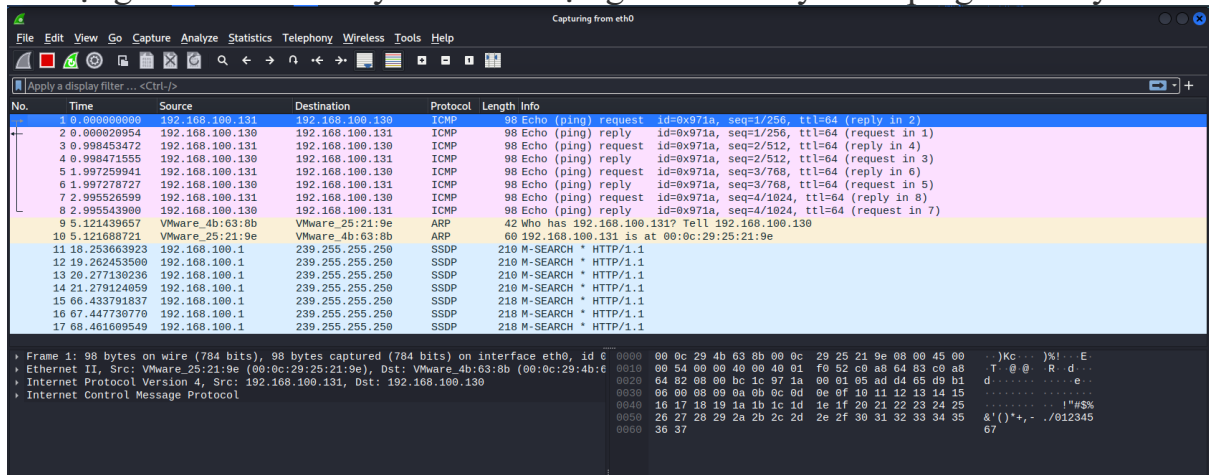 Capturing from eth0
File Edit View Go Capture Analyze Statistics Telephony Wireless Tools Help
Apply a display filter ... <Ctrl-/>
No. Time Source Destination Protocol Length Info
1 0.000000000 192.168.100.131 192.168.100.130 ICMP 98 Echo (ping) request id=0x971a, seq=1/256, ttl=64 (reply in 2)
2 0.000020954 192.168.100.130 192.168.100.131 ICMP 98 Echo (ping) reply id=0x971a, seq=1/256, ttl=64 (request in 1)
3 0.998453472 192.168.100.131 192.168.100.130 ICMP 98 Echo (ping) request id=0x971a, seq=2/512, ttl=64 (reply in 4)
4 0.998471555 192.168.100.130 192.168.100.131 ICMP 98 Echo (ping) reply id=0x971a, seq=2/512, ttl=64 (request in 3)
5 1.997259941 192.168.100.131 192.168.100.130 ICMP 98 Echo (ping) request id=0x971a, seq=3/768, ttl=64 (reply in 6)
6 1.997278727 192.168.100.130 192.168.100.131 ICMP 98 Echo (ping) reply id=0x971a, seq=3/768, ttl=64 (request in 5)
7 2.995526599 192.168.100.131 192.168.100.130 ICMP 98 Echo (ping) request id=0x971a, seq=4/1024, ttl=64 (reply in 8)
8 2.995543900 192.168.100.130 192.168.100.131 ICMP 98 Echo (ping) reply id=0x971a, seq=4/1024, ttl=64 (request in 7)
9 5.121439657 VMware_4b:63:8b VMware_25:21:9e ARP 42 Who has 192.168.100.131? Tell 192.168.100.130
10 5.121688721 VMware_25:21:9e VMware_4b:63:8b ARP 60 192.168.100.131 is at 00:0c:29:25:21:9e
11 18.253663923 192.168.100.1 239.255.255.250 SSDP 210 M-SEARCH * HTTP/1.1
12 19.262453500 192.168.100.1 239.255.255.250 SSDP 210 M-SEARCH * HTTP/1.1
13 20.277130236 192.168.100.1 239.255.255.250 SSDP 210 M-SEARCH * HTTP/1.1
14 21.279124059 192.168.100.1 239.255.255.250 SSDP 210 M-SEARCH * HTTP/1.1
15 66.433791837 192.168.100.1 239.255.255.250 SSDP 218 M-SEARCH * HTTP/1.1
16 67.447730770 192.168.100.1 239.255.255.250 SSDP 218 M-SEARCH * HTTP/1.1
17 68.461609549 192.168.100.1 239.255.255.250 SSDP 218 M-SEARCH * HTTP/1.1
Frame 1: 98 bytes on wire (784 bits), 98 bytes captured (784 bits) on interface eth0, id
Ethernet II, Src: VMware_25:21:9e (00:0c:29:25:21:9e), Dst: VMware_4b:63:8b (00:0c:29:4b:6
Internet Protocol Version 4, Src: 192.168.100.131, Dst: 192.168.100.130
Internet Control Message Protocol
0000 00 0c 29 4b 63 8b 00 0c 29 25 21 9e 08 00 45 00 ··)Kc··· )%!···E·
0010 00 54 00 00 40 00 40 01 f0 52 c0 a8 64 83 c0 a8 ·T··@·@· ·R··d···
0020 64 82 08 00 bc 1c 97 1a 00 01 05 ad d4 65 d9 b1 d······· ·····e··
0030 06 00 08 09 0a 0b 0c 0d 0e 0f 10 11 12 13 14 15 ········ ········
0040 16 17 18 19 1a 1b 1c 1d 1e 1f 20 21 22 23 24 25 ········ ·· !"#$%
0050 26 27 28 29 2a 2b 2c 2d 2e 2f 30 31 32 33 34 35 &'()*+,- ./012345
0060 36 37 67